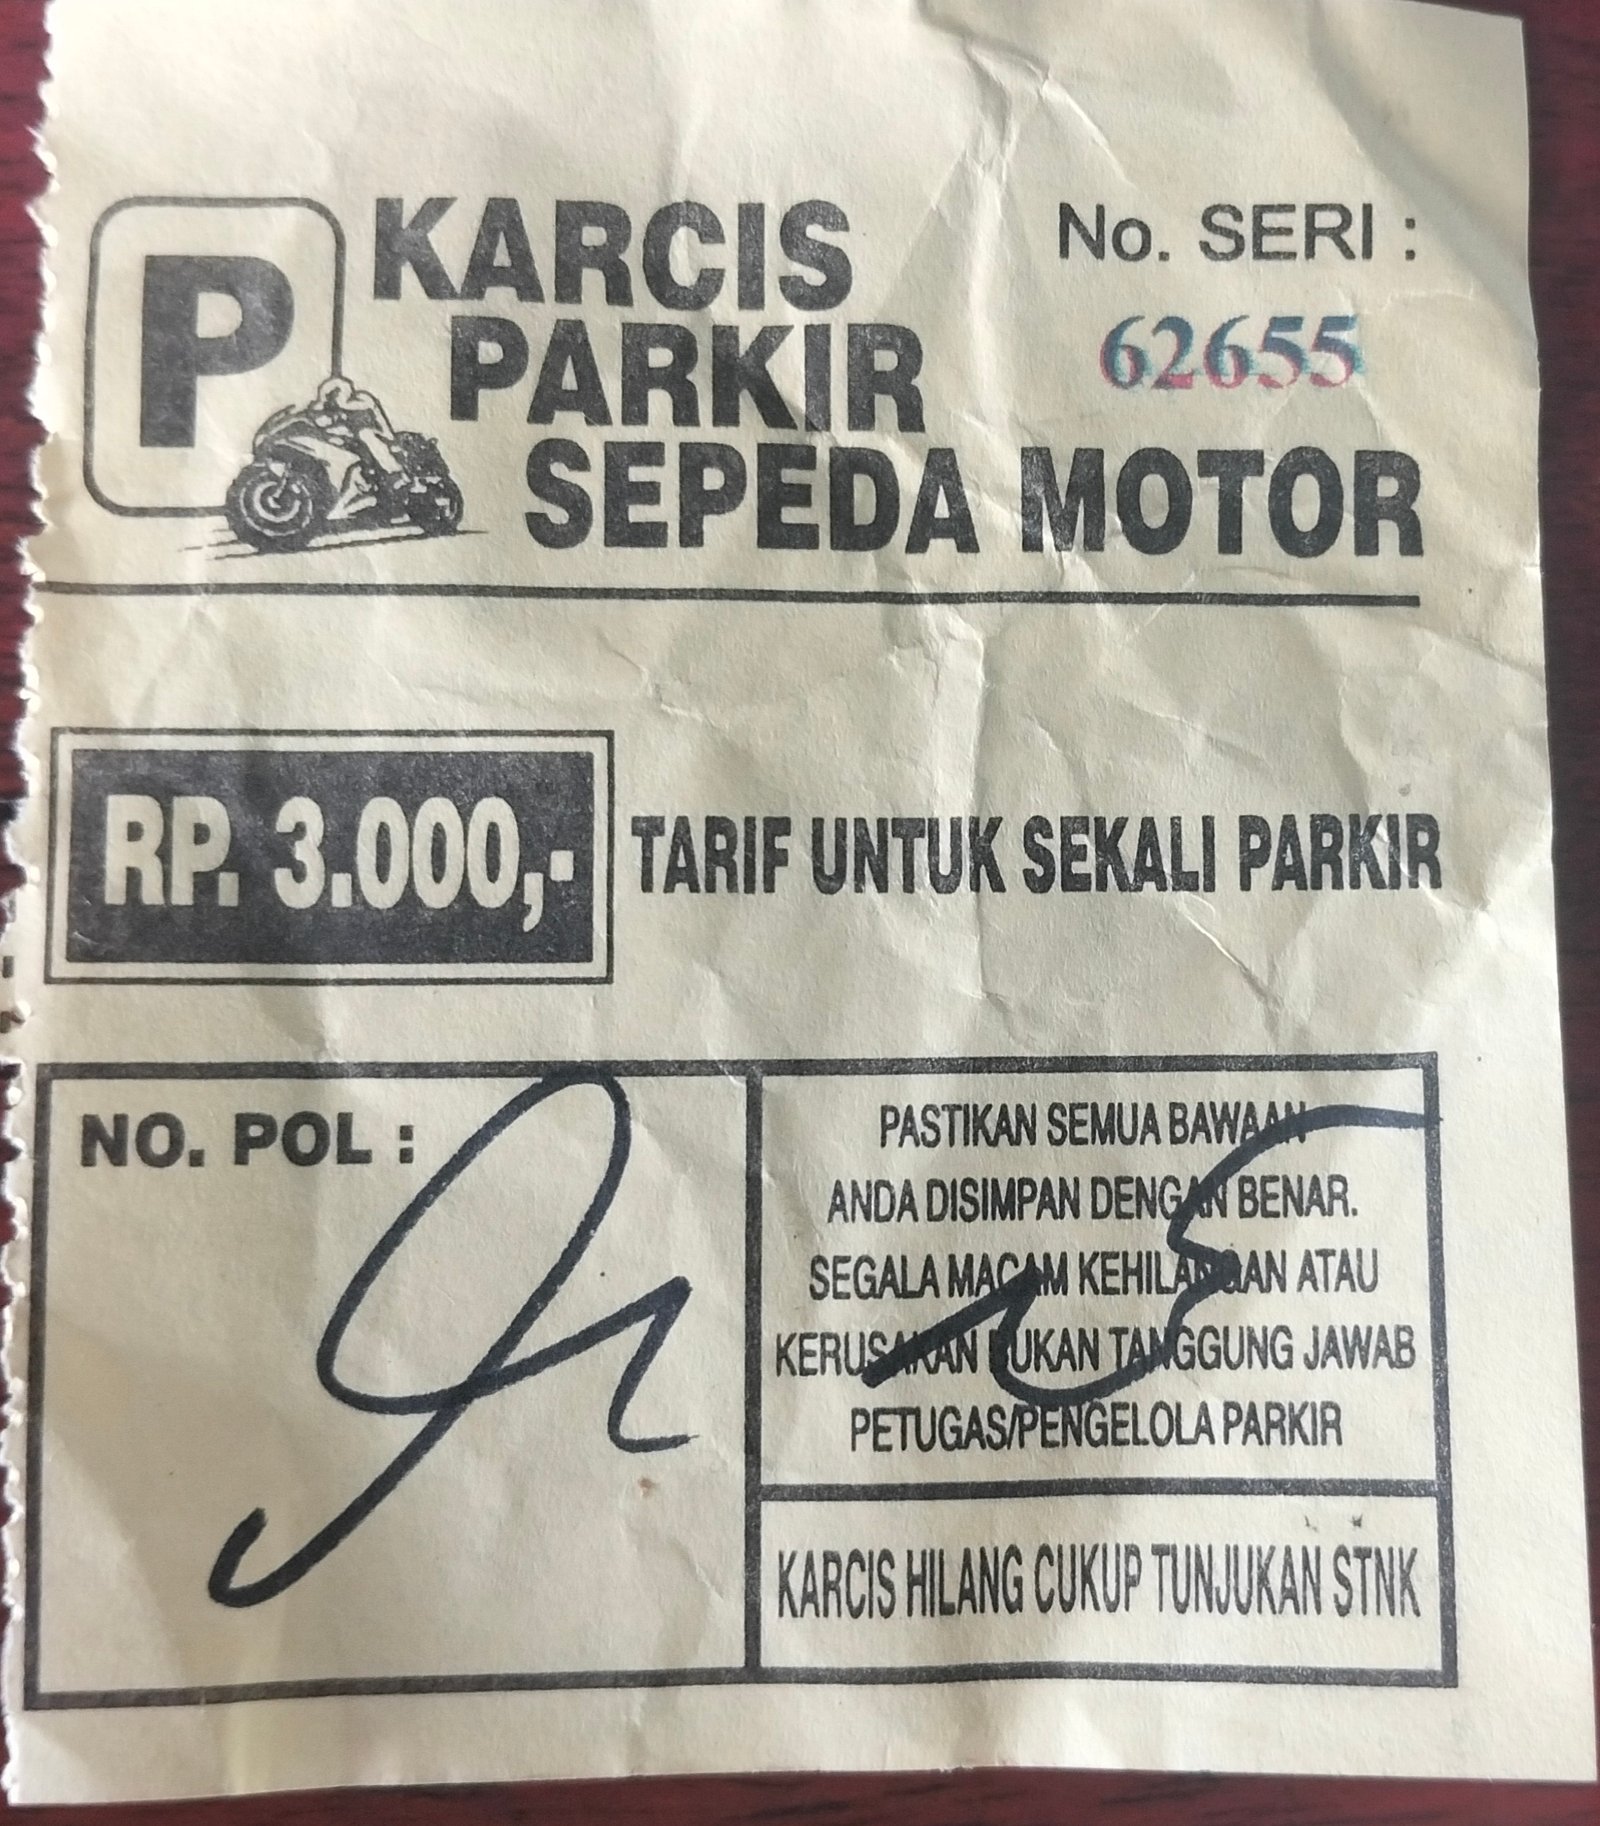 P
KARCIS
PARKIR
SEPEDA MOTOR
No. SERI :
62655
RP. 3.000,-
TARIF UNTUK SEKALI PARKIR
NO. POL :
PASTIKAN SEMUA BAWAAN
ANDA DISIMPAN DENGAN BENAR.
SEGALA MACAM KEHILANGAN ATAU
KERUSAKAN BUKAN TANGGUNG JAWAB
PETUGAS/PENGELOLA PARKIR
KARCIS HILANG CUKUP TUNJUKAN STNK